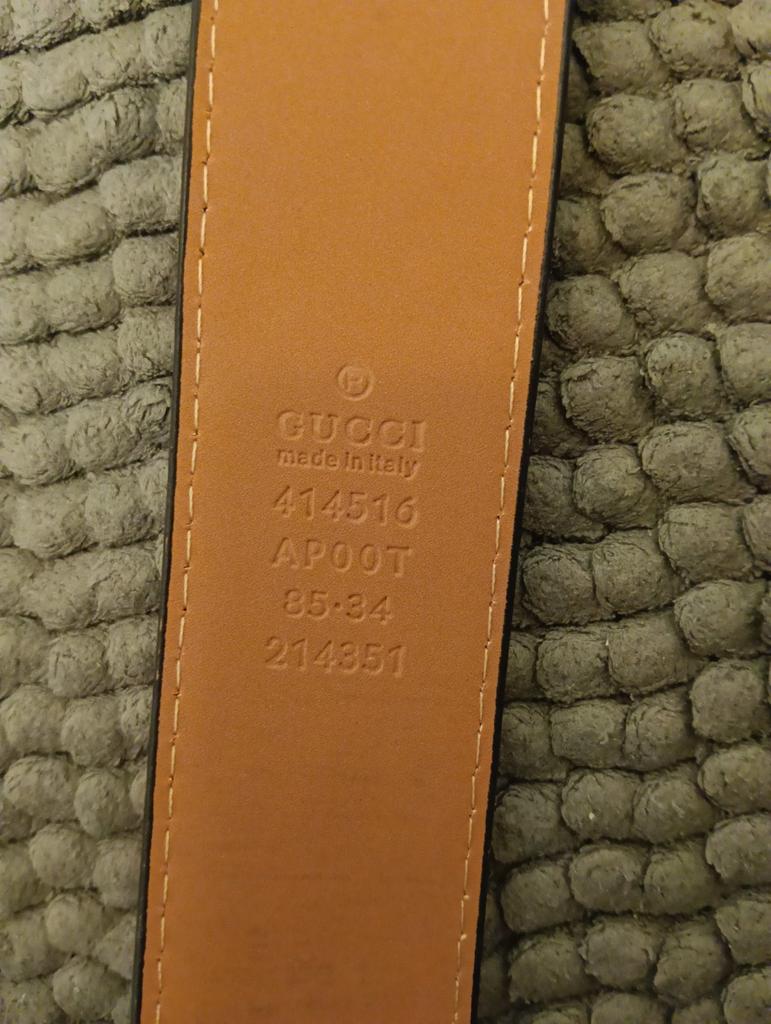 ®
GUCCI
made in italy
414516
AP00T
85·34
214351